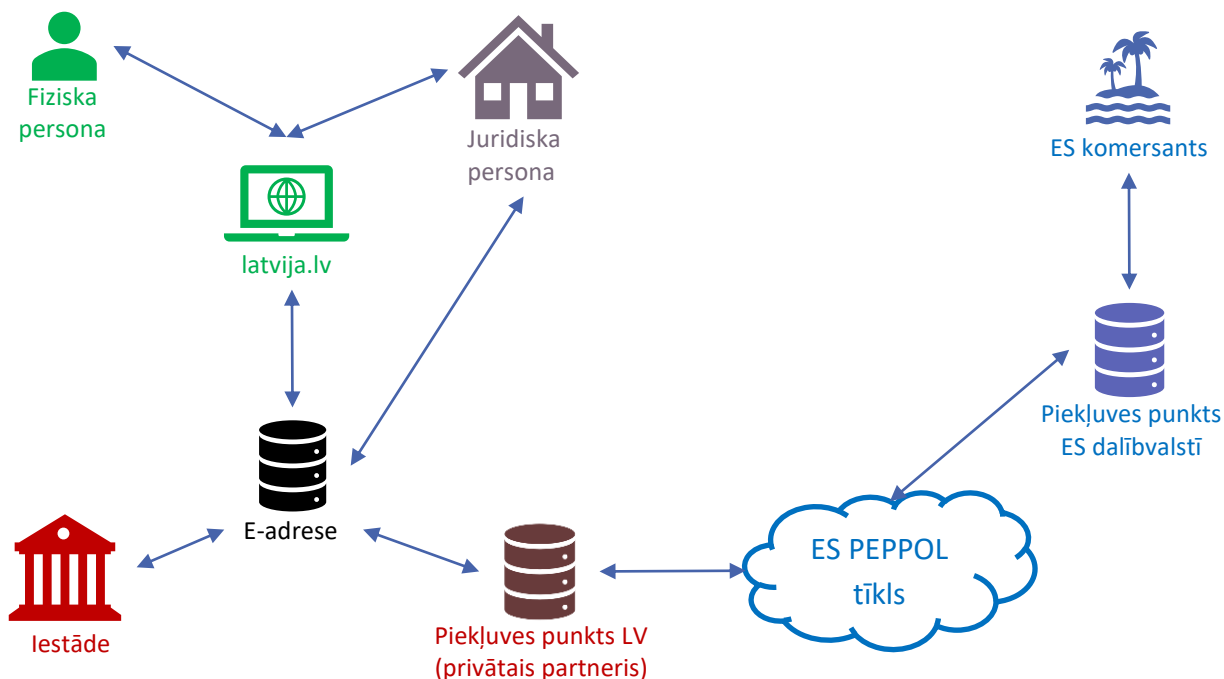 Fiziska
persona
Juridiska
persona
ES komersants
latvija.lv
Piekļuves punkts
ES dalībvalstī
E-adrese
ES PEPPOL
tīkls
Iestāde
Piekļuves punkts LV
(privātais partneris)